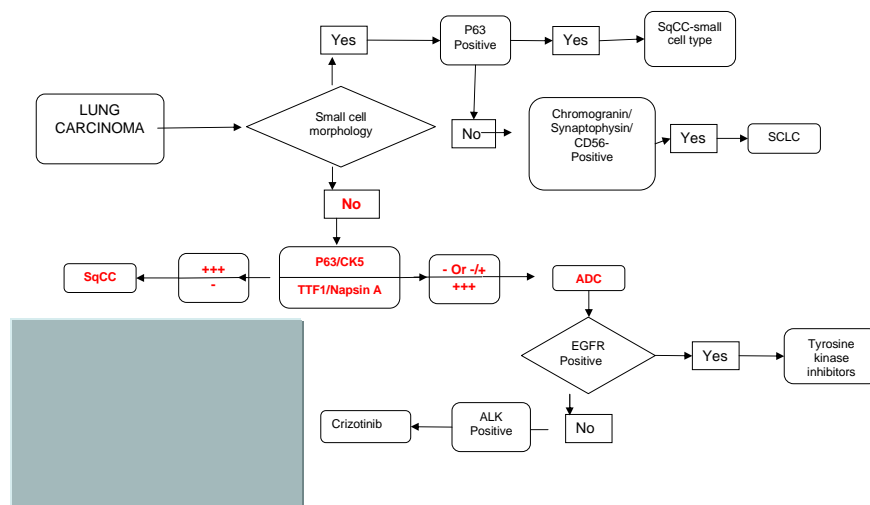 Yes
P63
Positive
Yes
SqCC-small
cell type
LUNG
CARCINOMA
Small cell
morphology
No
Chromogranin/
Synaptophysin/
CD56-
Positive
Yes
SCLC
No
SqCC
+++
-
P63/CK5
TTF1/Napsin A
- Or -/+
+++
ADC
EGFR
Positive
Yes
Tyrosine
kinase
inhibitors
No
ALK
Positive
Crizotinib